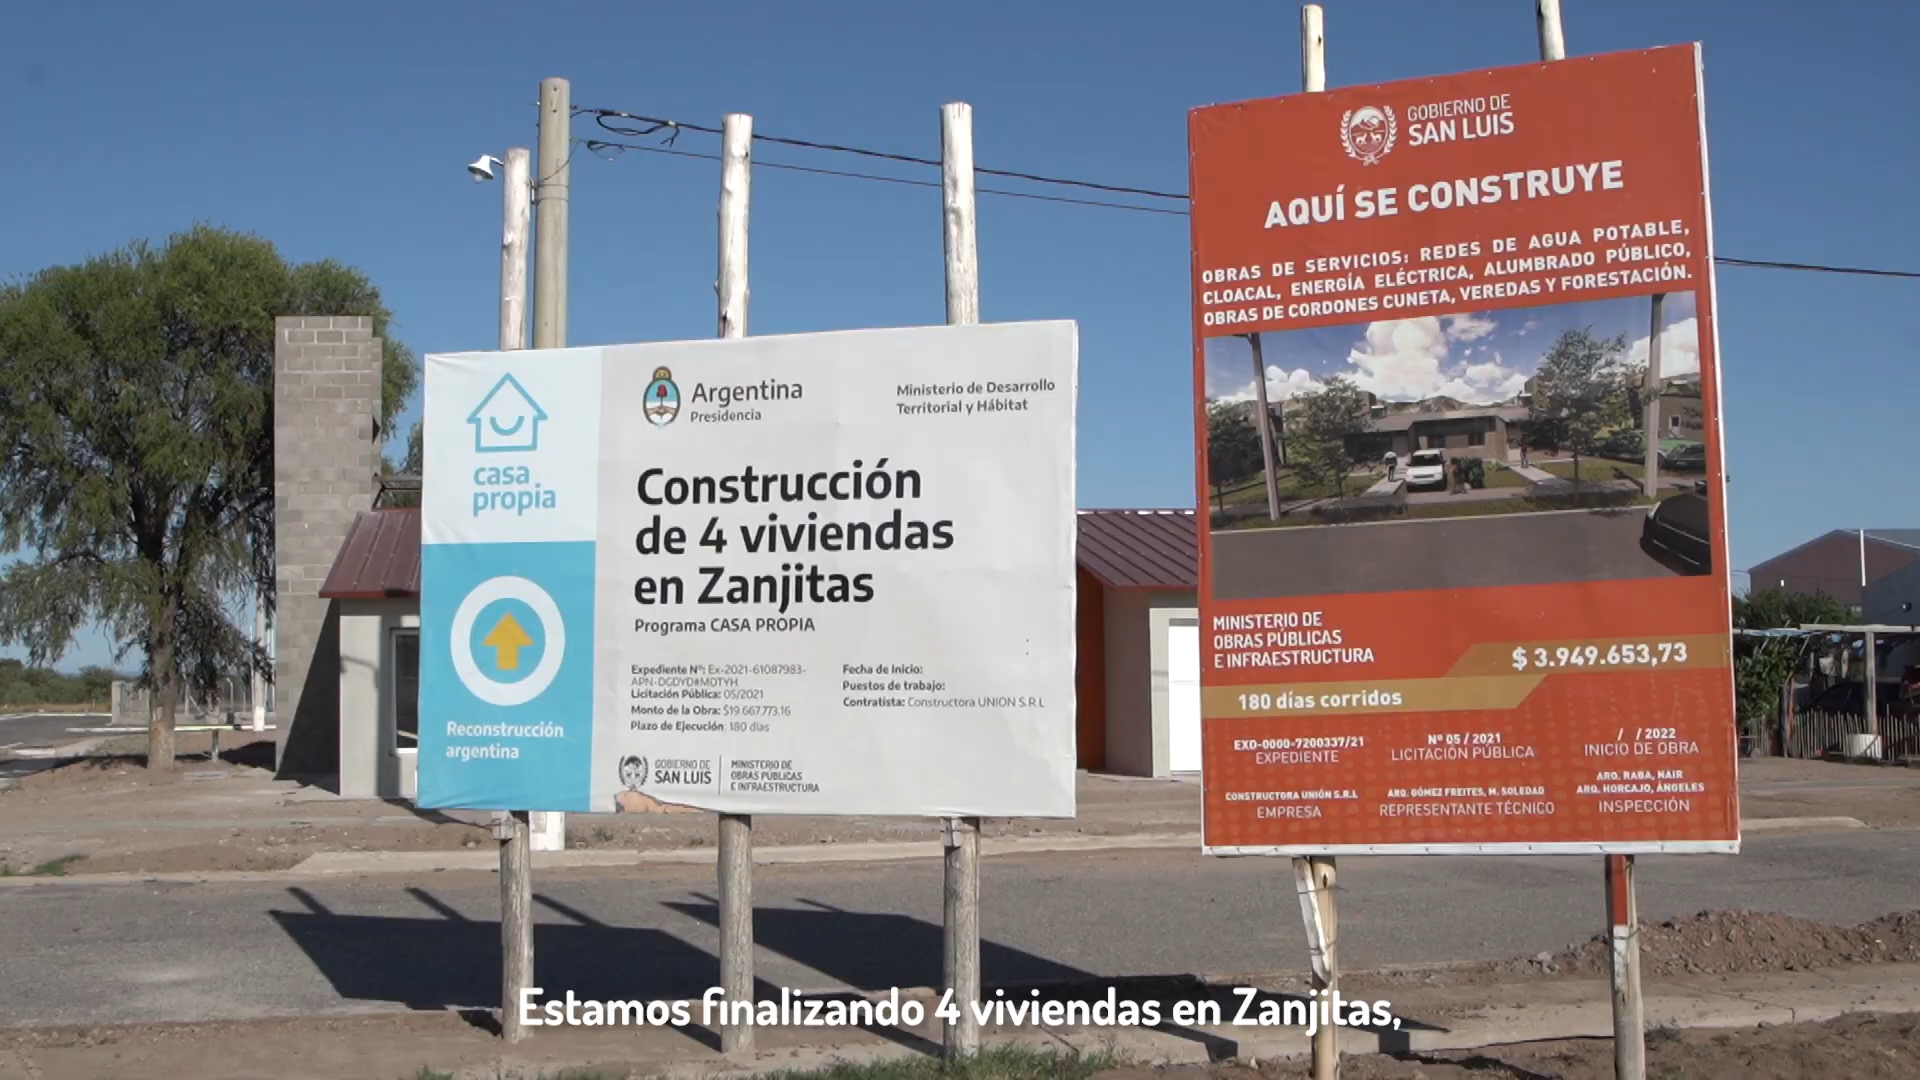 casa
propia
Reconstrucción
argentina
Argentina
Presidencia
Ministerio de Desarrollo
Territorial y Hábitat
Construcción
de 4 viviendas
en Zanjitas
Programa CASA PROPIA
Expediente Nº: Ex-2021-61087983-
APN-DGDYD#MOTYH
Licitación Pública: 05/2021
Monto de la Obra: $19.667.773.16
Plazo de Ejecución: 180 días
Fecha de Inicio:
Puestos de trabajo:
Contratista: Constructora UNION S.R.L
GOBIERNO DE
SAN LUIS
MINISTERIO DE
OBRAS PÚBLICAS
E INFRAESTRUCTURA
GOBIERNO DE
SAN LUIS
AQUÍ SE CONSTRUYE
OBRAS DE SERVICIOS: REDES DE AGUA POTABLE,
CLOACAL, ENERGÍA ELÉCTRICA, ALUMBRADO PÚBLICO,
OBRAS DE CORDONES CUNETA, VEREDAS Y FORESTACIÓN.
MINISTERIO DE
OBRAS PÚBLICAS
E INFRAESTRUCTURA
$ 3.949.653,73
180 días corridos
EXD-0000-7200337/21
EXPEDIENTE
Nº 05 / 2021
LICITACIÓN PÚBLICA
/ / 2022
INICIO DE OBRA
CONSTRUCTORA UNIÓN S.R.L
EMPRESA
ARQ. GÓMEZ FREITES, M. SOLEDAD
REPRESENTANTE TÉCNICO
ARQ. RABA, NAIR
ARQ. HORCAJO, ÁNGELES
INSPECCIÓN
Estamos finalizando 4 viviendas en Zanjitas,